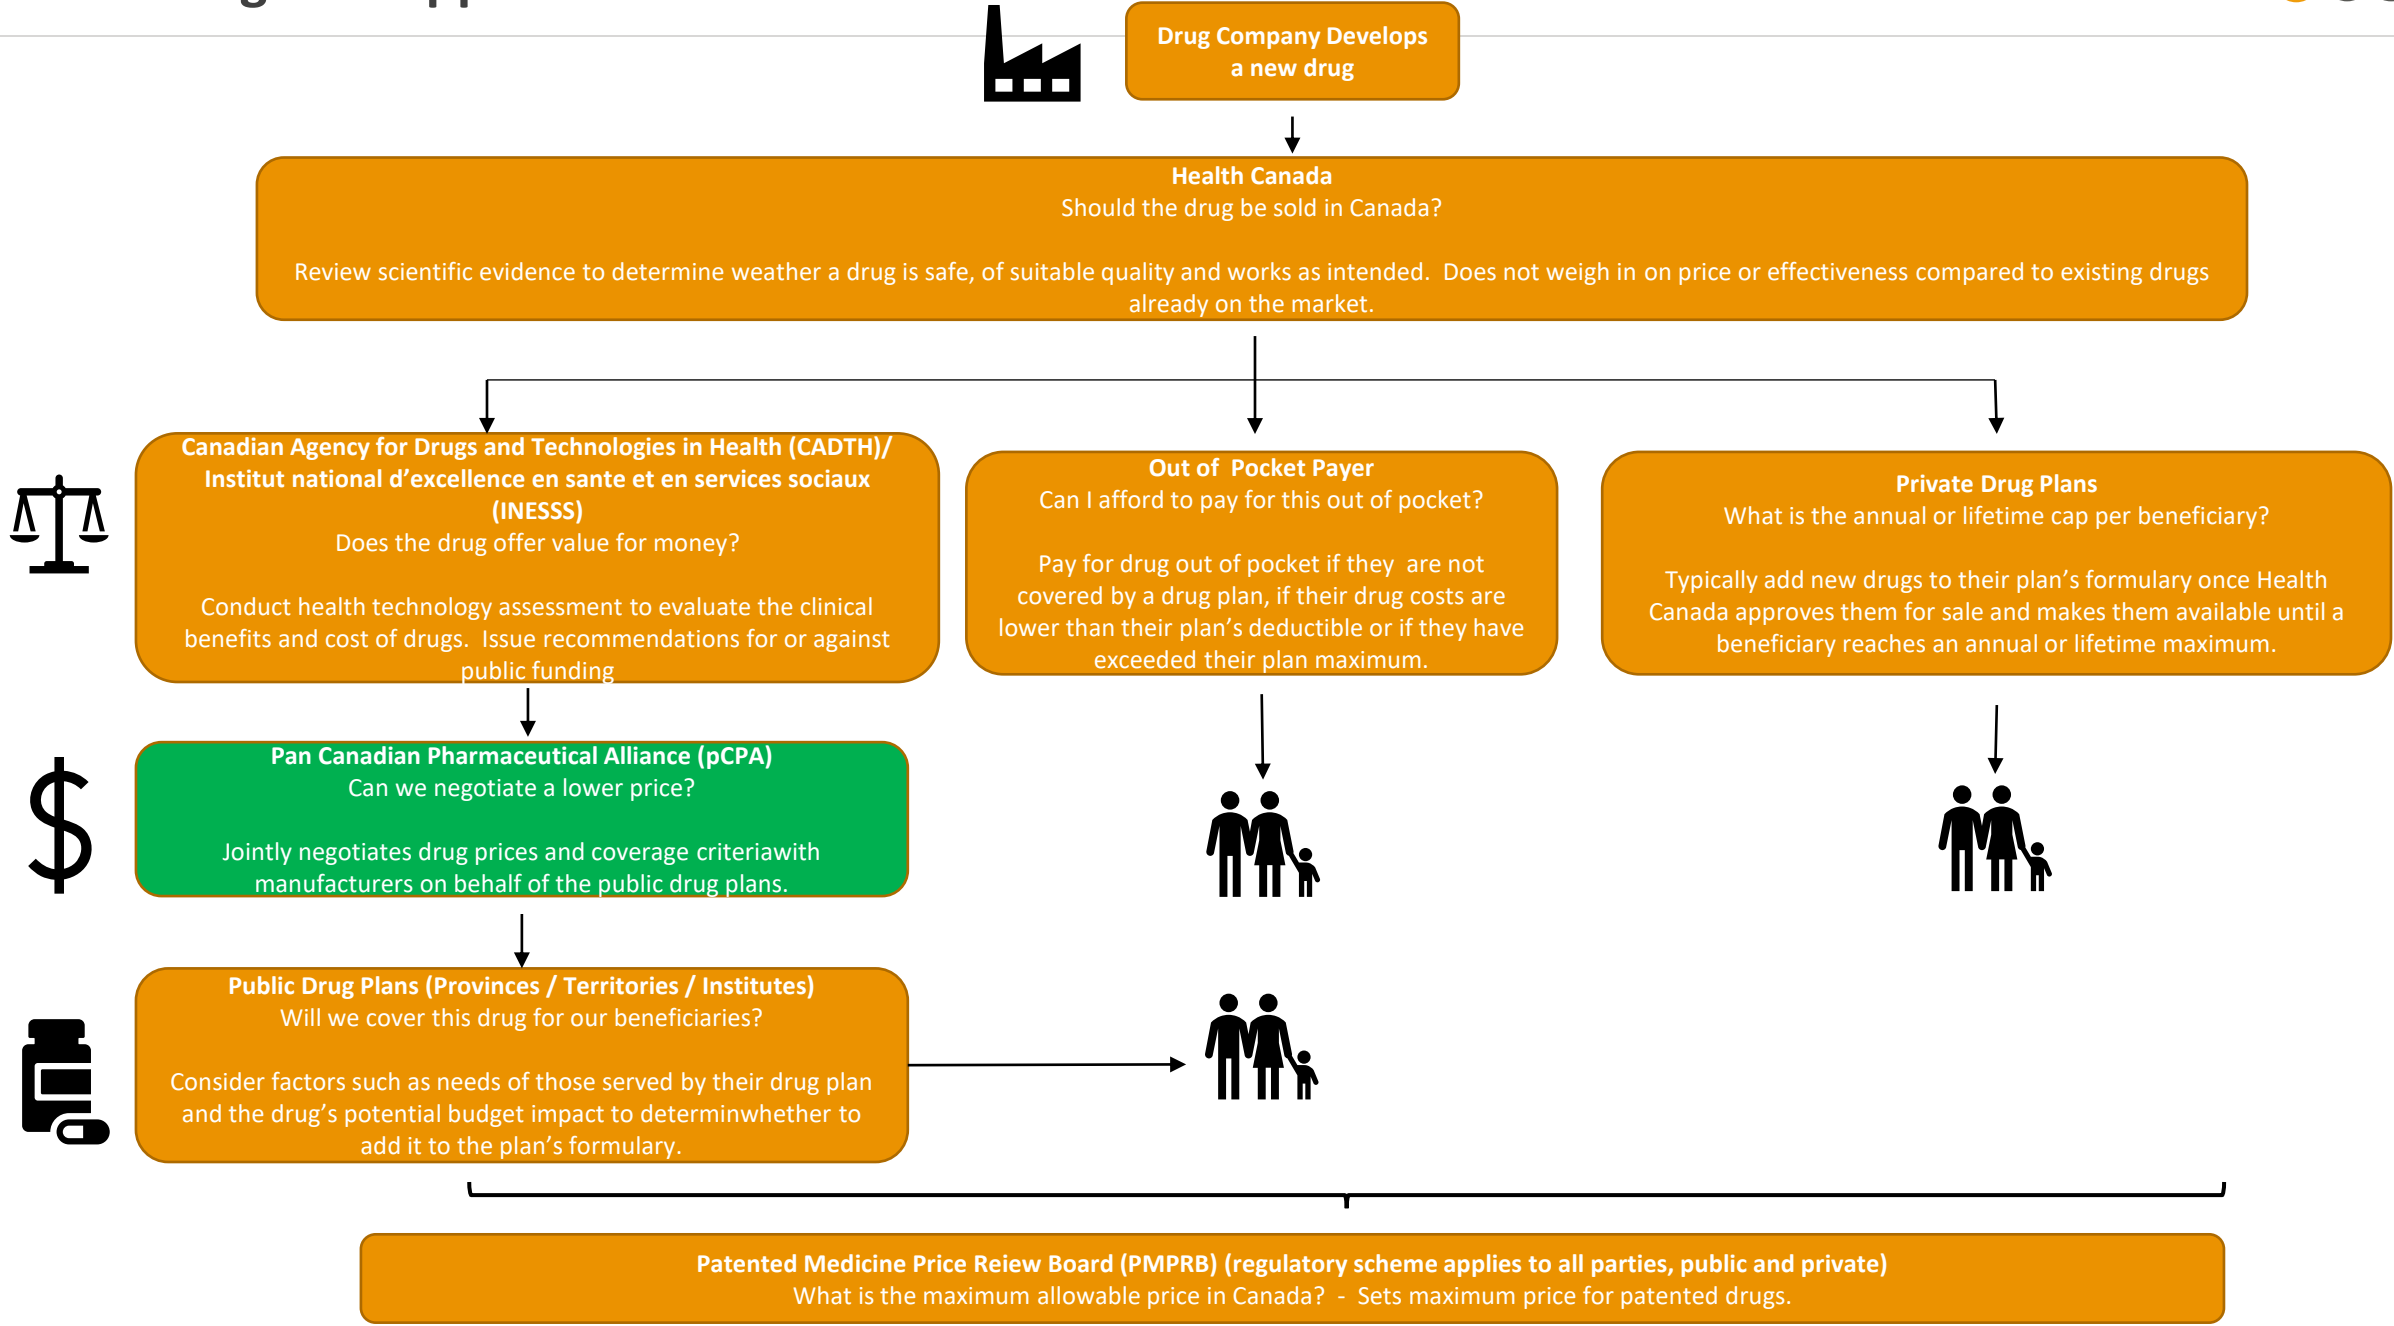 Drug Company Develops
a new drug
Health Canada
Should the drug be sold in Canada?
Review scientific evidence to determine weather a drug is safe, of suitable quality and works as intended.  Does not weigh in on price or effectiveness compared to existing drugs
already on the market.
Canadian Agency for Drugs and Technologies in Health (CADTH)/
Institut national d’excellence en sante et en services sociaux
(INESSS)
Does the drug offer value for money?
Conduct health technology assessment to evaluate the clinical
benefits and cost of drugs.  Issue recommendations for or against
public funding
Out of  Pocket Payer
Can I afford to pay for this out of pocket?
Pay for drug out of pocket if they  are not
covered by a drug plan, if their drug costs are
lower than their plan’s deductible or if they have
exceeded their plan maximum.
Private Drug Plans
What is the annual or lifetime cap per beneficiary?
Typically add new drugs to their plan’s formulary once Health
Canada approves them for sale and makes them available until a
beneficiary reaches an annual or lifetime maximum.
Pan Canadian Pharmaceutical Alliance (pCPA)
Can we negotiate a lower price?
Jointly negotiates drug prices and coverage criteriawith
manufacturers on behalf of the public drug plans.
Public Drug Plans (Provinces / Territories / Institutes)
Will we cover this drug for our beneficiaries?
Consider factors such as needs of those served by their drug plan
and the drug’s potential budget impact to determinwhether to
add it to the plan’s formulary.
Patented Medicine Price Reiew Board (PMPRB) (regulatory scheme applies to all parties, public and private)
What is the maximum allowable price in Canada?  -  Sets maximum price for patented drugs.